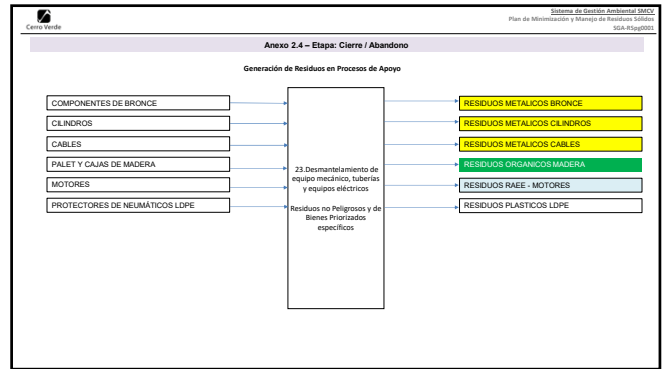 Cerro Verde
Sistema de Gestión Ambiental SMCV
Plan de Minimización y Manejo de Residuos Sólidos
SGA-RSpg0001
Anexo 2.4 – Etapa: Cierre / Abandono
Generación de Residuos en Procesos de Apoyo
COMPONENTES DE BRONCE
CILINDROS
CABLES
PALET Y CAJAS DE MADERA
MOTORES
PROTECTORES DE NEUMÁTICOS LDPE
23.Desmantelamiento de
equipo mecánico, tuberías
y equipos eléctricos
Residuos no Peligrosos y de
Bienes Priorizados
específicos
RESIDUOS METALICOS BRONCE
RESIDUOS METALICOS CILINDROS
RESIDUOS METALICOS CABLES
RESIDUOS ORGANICOS MADERA
RESIDUOS RAEE - MOTORES
RESIDUOS PLASTICOS LDPE